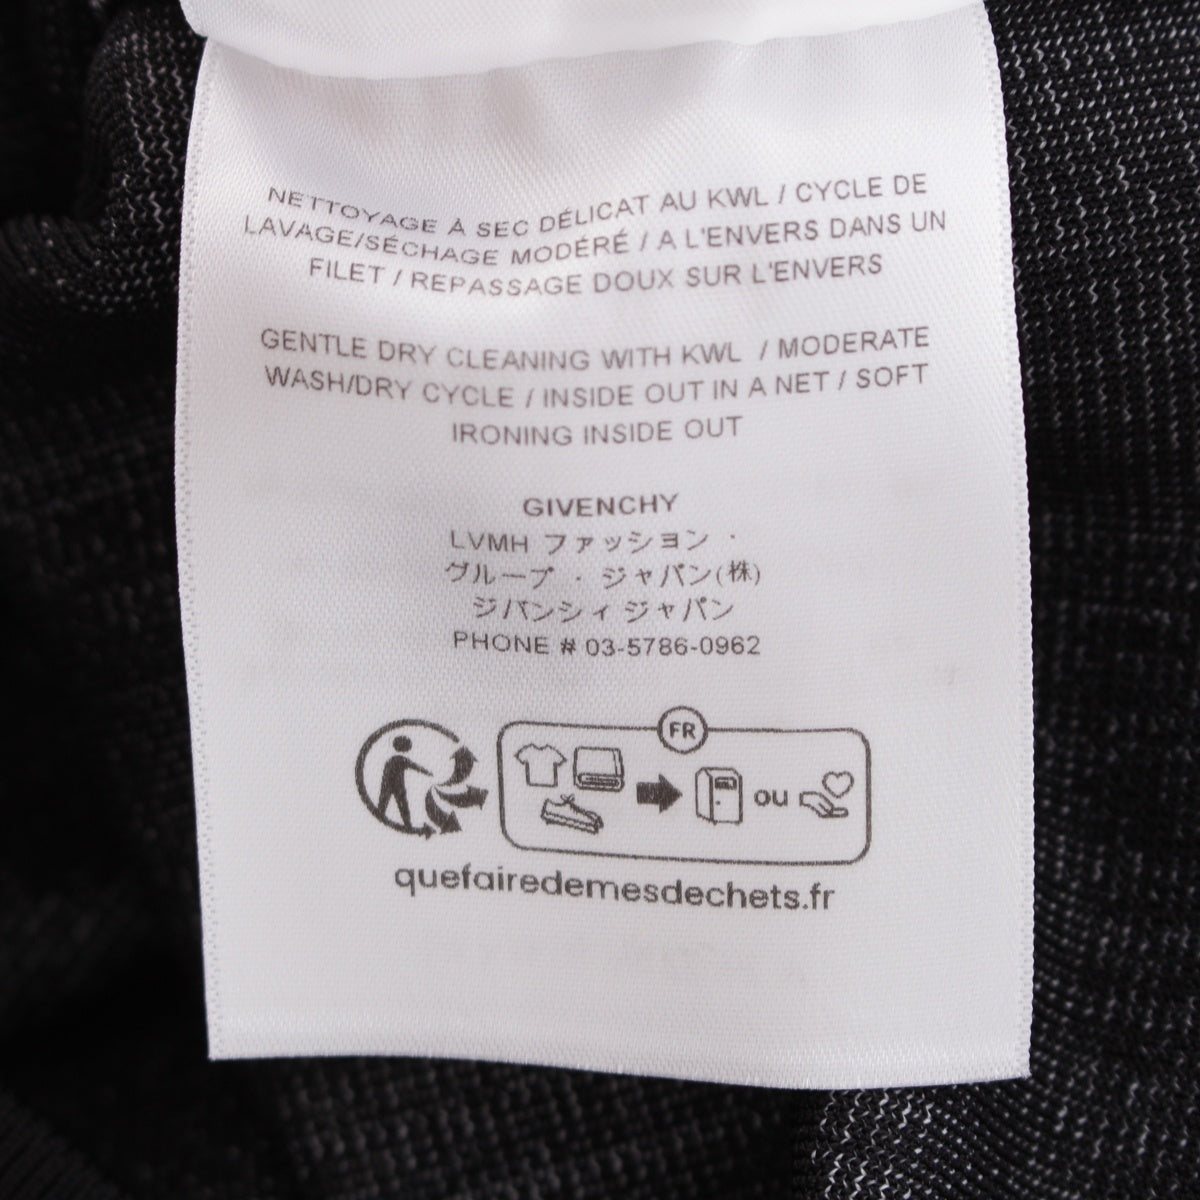 NETTOYAGE À SEC DÉLICAT AU KWL / CYCLE DE
LAVAGE/SÉCHAGE MODÉRÉ / A L'ENVERS DANS UN
FILET / REPASSAGE DOUX SUR L'ENVERS
GENTLE DRY CLEANING WITH KWL / MODERATE
WASH/DRY CYCLE / INSIDE OUT IN A NET / SOFT
IRONING INSIDE OUT
GIVENCHY
LVMH ファッション ・
グループ ・ ジャパン(株)
ジバンシィ ジャパン
PHONE # 03-5786-0962
FR
ou
quefairedemesdechets.fr